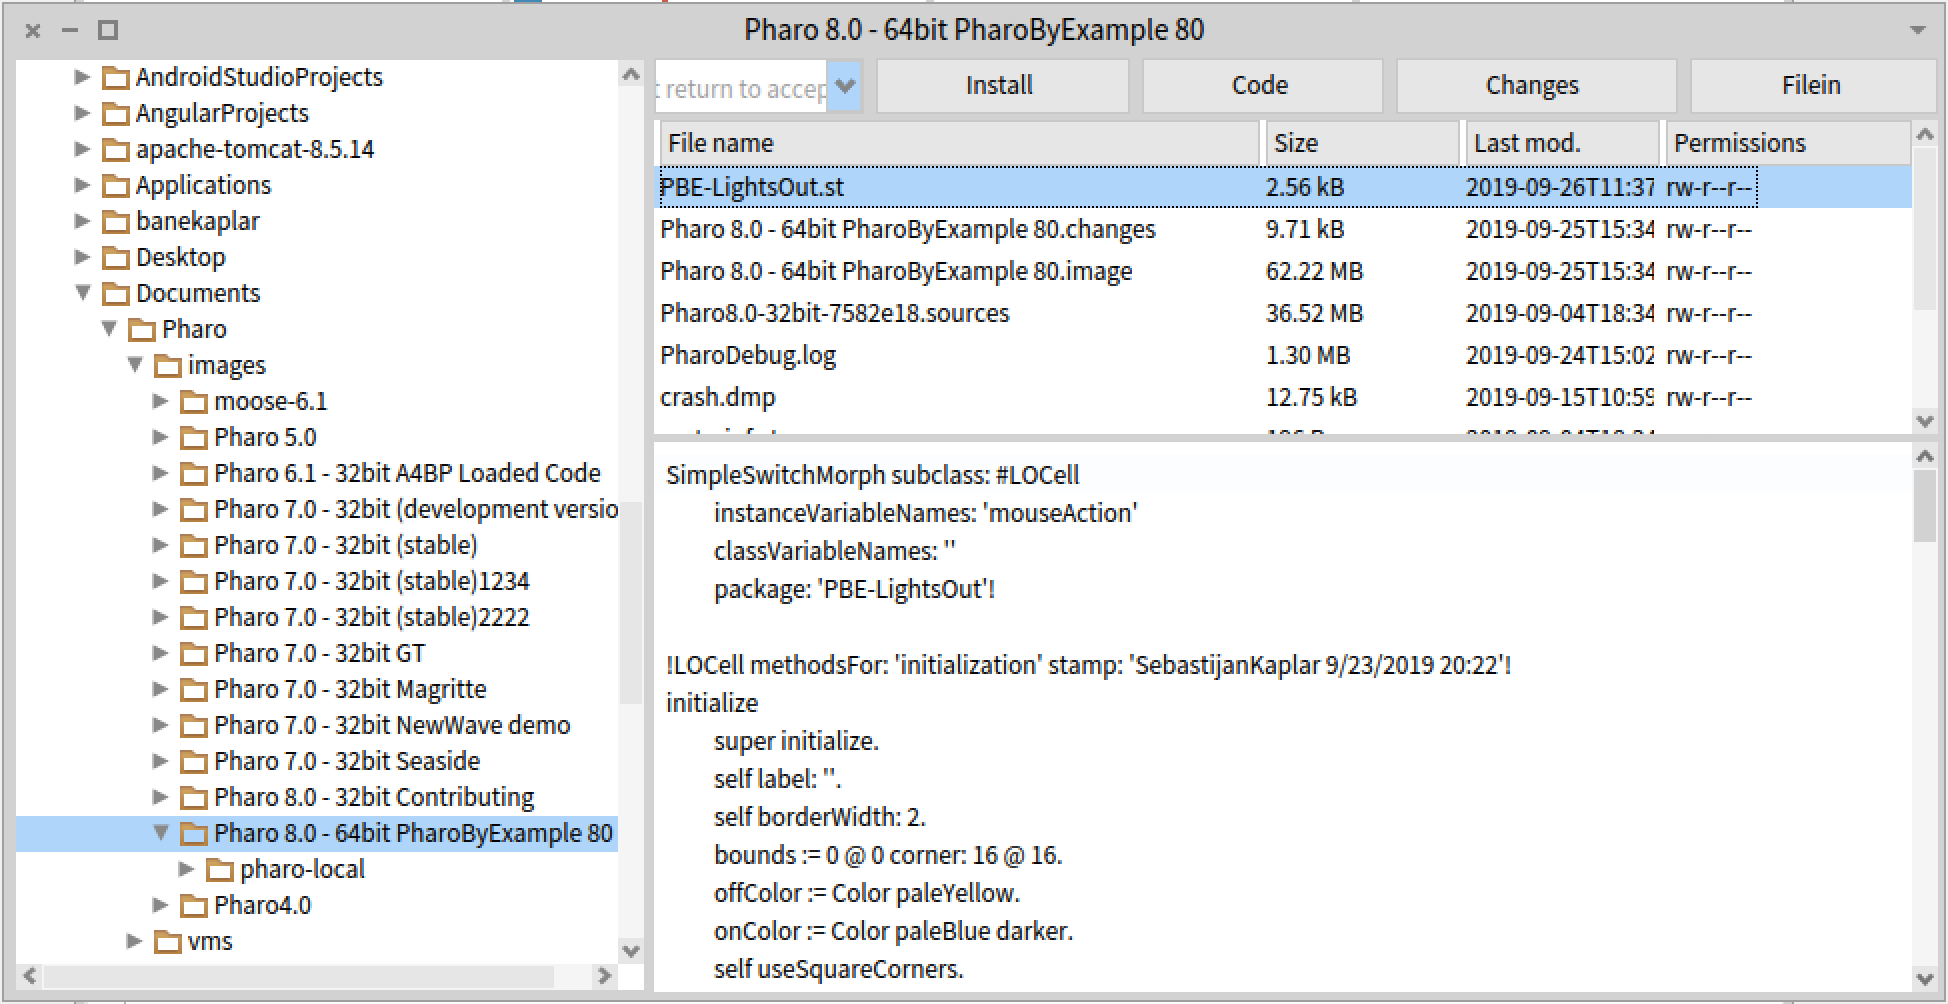 Pharo 8.0 - 64bit PharoByExample 80
AndroidStudioProjects
AngularProjects
apache-tomcat-8.5.14
Applications
banekaplar
Desktop
Documents
Pharo
images
moose-6.1
Pharo 5.0
Pharo 6.1 - 32bit A4BP Loaded Code
Pharo 7.0 - 32bit (development versio
Pharo 7.0 - 32bit (stable)
Pharo 7.0 - 32bit (stable)1234
Pharo 7.0 - 32bit (stable)2222
Pharo 7.0 - 32bit GT
Pharo 7.0 - 32bit Magritte
Pharo 7.0 - 32bit NewWave demo
Pharo 7.0 - 32bit Seaside
Pharo 8.0 - 32bit Contributing
Pharo 8.0 - 64bit PharoByExample 80
pharo-local
Pharo4.0
vms
return to accep Install Code Changes Filein
File name Size Last mod. Permissions
PBE-LightsOut.st 2.56 kB 2019-09-26T11:37 rw-r--r--
Pharo 8.0 - 64bit PharoByExample 80.changes 9.71 kB 2019-09-25T15:34 rw-r--r--
Pharo 8.0 - 64bit PharoByExample 80.image 62.22 MB 2019-09-25T15:34 rw-r--r--
Pharo8.0-32bit-7582e18.sources 36.52 MB 2019-09-04T18:34 rw-r--r--
PharoDebug.log 1.30 MB 2019-09-24T15:02 rw-r--r--
crash.dmp 12.75 kB 2019-09-15T10:59 rw-r--r--
SimpleSwitchMorph subclass: #LOCell
instanceVariableNames: 'mouseAction'
classVariableNames: ''
package: 'PBE-LightsOut'!
!LOCell methodsFor: 'initialization' stamp: 'SebastijanKaplar 9/23/2019 20:22'!
initialize
super initialize.
self label: ''.
self borderWidth: 2.
bounds := 0 @ 0 corner: 16 @ 16.
offColor := Color paleYellow.
onColor := Color paleBlue darker.
self useSquareCorners.